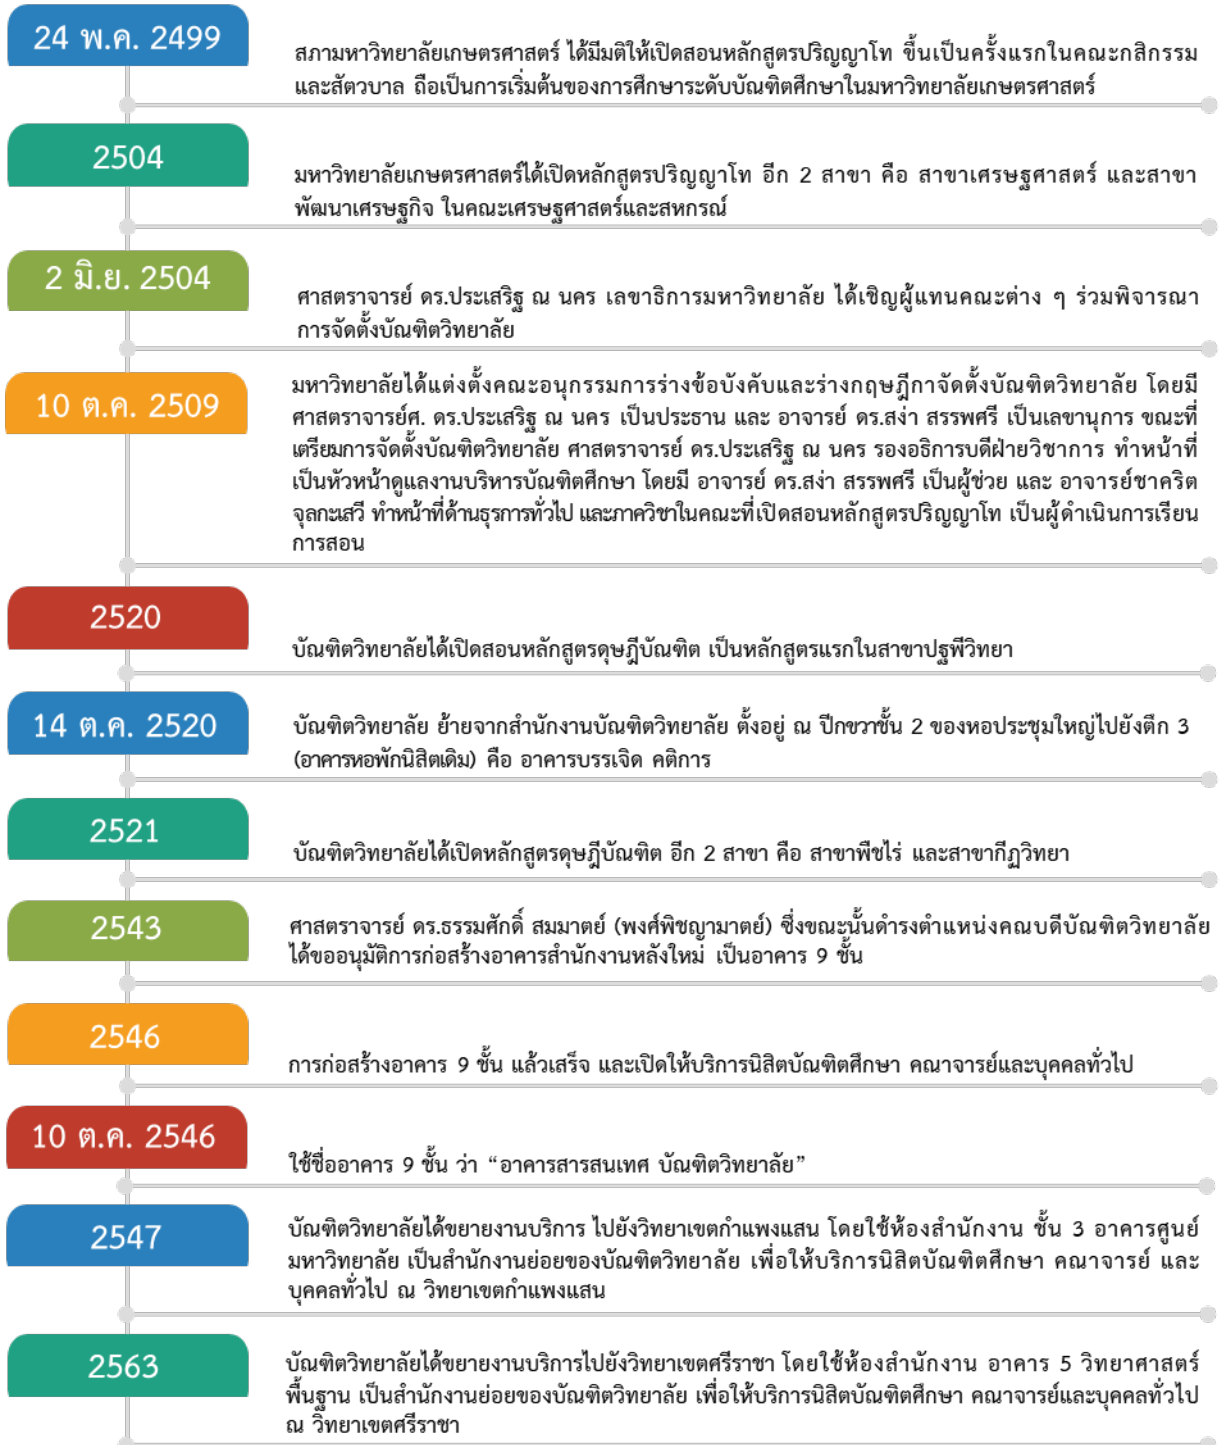 24 พ.ค. 2499
สภามหาวิทยาลัยเกษตรศาสตร์ ได้มีมติให้เปิดสอนหลักสูตรปริญญาโท ขึ้นเป็นครั้งแรกในคณะกสิกรรม
และสัตวบาล ถือเป็นการเริ่มต้นของการศึกษาระดับบัณฑิตศึกษาในมหาวิทยาลัยเกษตรศาสตร์
2504
มหาวิทยาลัยเกษตรศาสตร์ได้เปิดหลักสูตรปริญญาโท อีก 2 สาขา คือ สาขาเศรษฐศาสตร์ และสาขา
พัฒนาเศรษฐกิจ ในคณะเศรษฐศาสตร์และสหกรณ์
2 มิ.ย. 2504
ศาสตราจารย์ ดร.ประเสริฐ ณ นคร เลขาธิการมหาวิทยาลัย ได้เชิญผู้แทนคณะต่าง ๆ ร่วมพิจารณา
การจัดตั้งบัณฑิตวิทยาลัย
10 ต.ค. 2509
มหาวิทยาลัยได้แต่งตั้งคณะอนุกรรมการร่างข้อบังคับและร่างกฤษฎีกาจัดตั้งบัณฑิตวิทยาลัย โดยมี
ศาสตราจารย์ศ. ดร.ประเสริฐ ณ นคร เป็นประธาน และ อาจารย์ ดร.สง่า สรรพศรี เป็นเลขานุการ ขณะที่
เตรียมการจัดตั้งบัณฑิตวิทยาลัย ศาสตราจารย์ ดร.ประเสริฐ ณ นคร รองอธิการบดีฝ่ายวิชาการ ทำหน้าที่
เป็นหัวหน้าดูแลงานบริหารบัณฑิตศึกษา โดยมี อาจารย์ ดร.สง่า สรรพศรี เป็นผู้ช่วย และ อาจารย์ชาคริต
จุลกะเสวี ทำหน้าที่ด้านธุรการทั่วไป และภาควิชาในคณะที่เปิดสอนหลักสูตรปริญญาโท เป็นผู้ดำเนินการเรียน
การสอน
2520
บัณฑิตวิทยาลัยได้เปิดสอนหลักสูตรดุษฎีบัณฑิต เป็นหลักสูตรแรกในสาขาปฐพีวิทยา
14 ต.ค. 2520
บัณฑิตวิทยาลัย ย้ายจากสำนักงานบัณฑิตวิทยาลัย ตั้งอยู่ ณ ปีกขวาชั้น 2 ของหอประชุมใหญ่ไปยังตึก 3
(อาคารหอพักนิสิตเดิม) คือ อาคารบรรเจิด คติการ
2521
บัณฑิตวิทยาลัยได้เปิดหลักสูตรดุษฎีบัณฑิต อีก 2 สาขา คือ สาขาพืชไร่ และสาขากีฏวิทยา
2543
ศาสตราจารย์ ดร.ธรรมศักดิ์ สมมาตย์ (พงศ์พิชญามาตย์) ซึ่งขณะนั้นดำรงตำแหน่งคณบดีบัณฑิตวิทยาลัย
ได้ขออนุมัติการก่อสร้างอาคารสำนักงานหลังใหม่ เป็นอาคาร 9 ชั้น
2546
การก่อสร้างอาคาร 9 ชั้น แล้วเสร็จ และเปิดให้บริการนิสิตบัณฑิตศึกษา คณาจารย์และบุคคลทั่วไป
10 ต.ค. 2546
ใช้ชื่ออาคาร 9 ชั้น ว่า “อาคารสารสนเทศ บัณฑิตวิทยาลัย”
2547
บัณฑิตวิทยาลัยได้ขยายงานบริการ ไปยังวิทยาเขตกำแพงแสน โดยใช้ห้องสำนักงาน ชั้น 3 อาคารศูนย์
มหาวิทยาลัย เป็นสำนักงานย่อยของบัณฑิตวิทยาลัย เพื่อให้บริการนิสิตบัณฑิตศึกษา คณาจารย์ และ
บุคคลทั่วไป ณ วิทยาเขตกำแพงแสน
2563
บัณฑิตวิทยาลัยได้ขยายงานบริการไปยังวิทยาเขตศรีราชา โดยใช้ห้องสำนักงาน อาคาร 5 วิทยาศาสตร์
พื้นฐาน เป็นสำนักงานย่อยของบัณฑิตวิทยาลัย เพื่อให้บริการนิสิตบัณฑิตศึกษา คณาจารย์และบุคคลทั่วไป
ณ วิทยาเขตศรีราชา